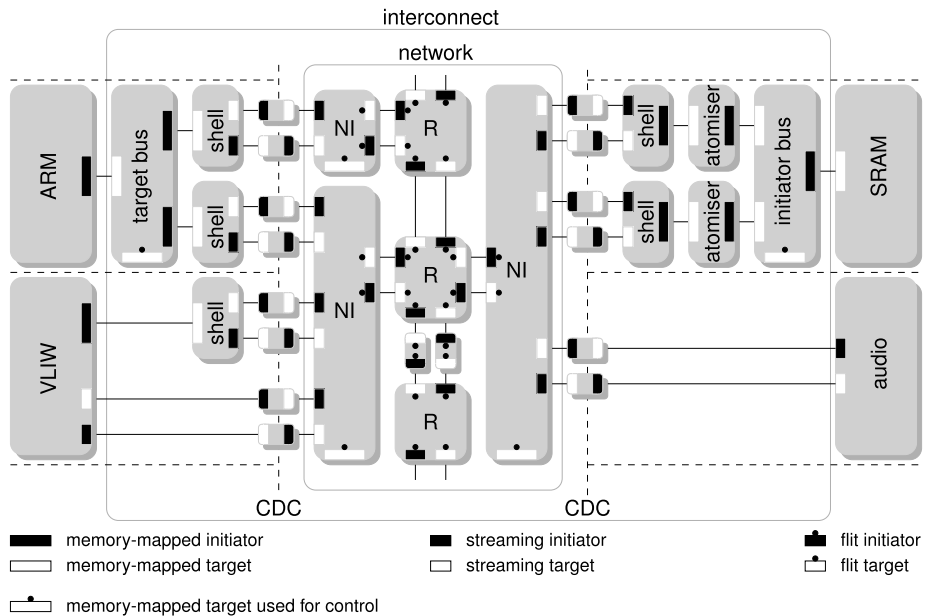 interconnect
network
ARM
target bus
shell
NI
R
shell
atomiser
initiator bus
SRAM
shell
shell
atomiser
NI
R
NI
VLIW
shell
audio
R
CDC
CDC
memory-mapped initiator
streaming initiator
flit initiator
memory-mapped target
streaming target
flit target
memory-mapped target used for control